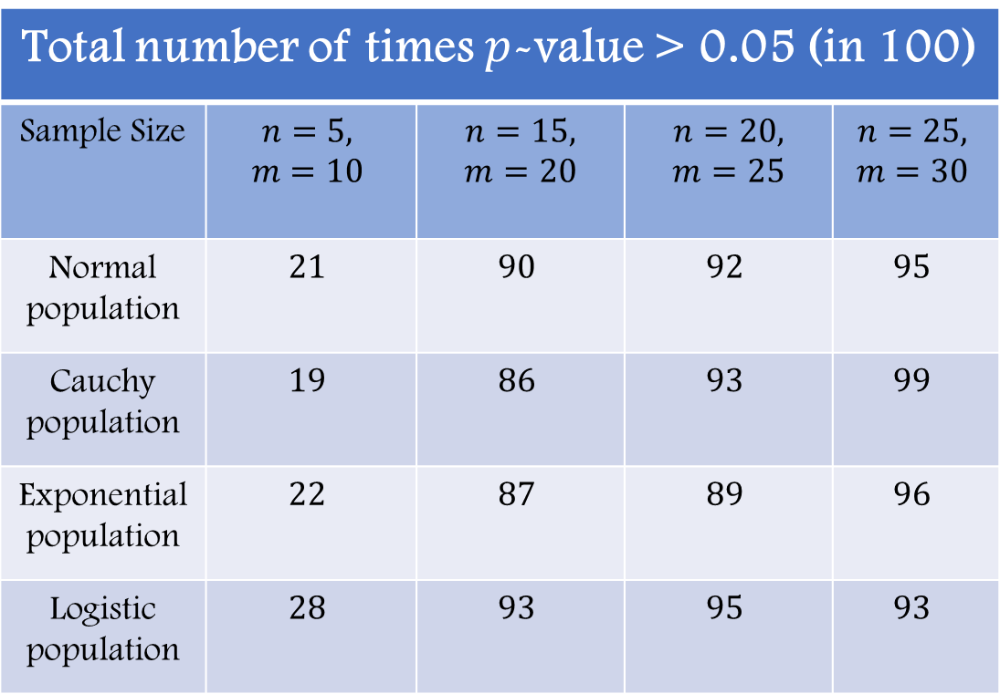 Total number of times p-value > 0.05 (in 100)
Sample Size n = 5, n = 15, n = 20, n = 25,
m = 10 m = 20 m = 25 m = 30
Normal 21 90 92 95
population
Cauchy 19 86 93 99
population
Exponential 22 87 89 96
population
Logistic 28 93 95 93
population